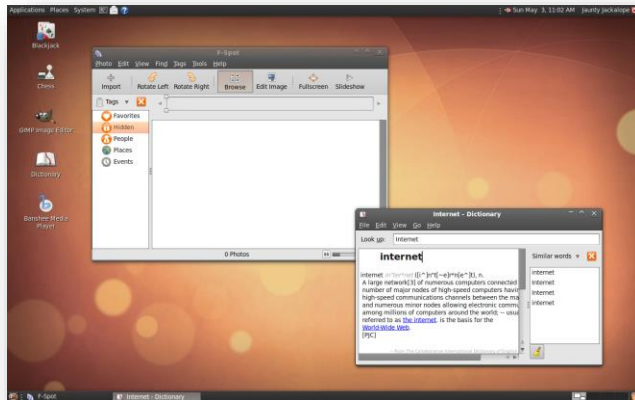 Applications Places System
Sun May 3, 11:02 AM Jaunty Jackalope
Blackjack
Chess
GIMP Image Editor
Dictionary
Banshee Media
Player
F-Spot
Photo Edit View Find Tags Tools Help
Import Rotate Left Rotate Right Browse Edit Image Fullscreen Slideshow
Tags
Favorites
Hidden
People
Places
Events
0 Photos
Internet - Dictionary
File Edit View Go Help
Look up: Internet
Similar words
internet
internet in"ter*net ([i^]n"t[~e]r*n[e^]t), n.
A large network[3] of numerous computers connected
number of major nodes of high-speed computers havin
high-speed communications channels between the ma
and numerous minor nodes allowing electronic commu
among millions of computers around the world; -- usua
referred to as the internet. is the basis for the
World-Wide Web.
[PJC]
internet
Internet
Internet
internet
F-Spot
Internet - Dictionary